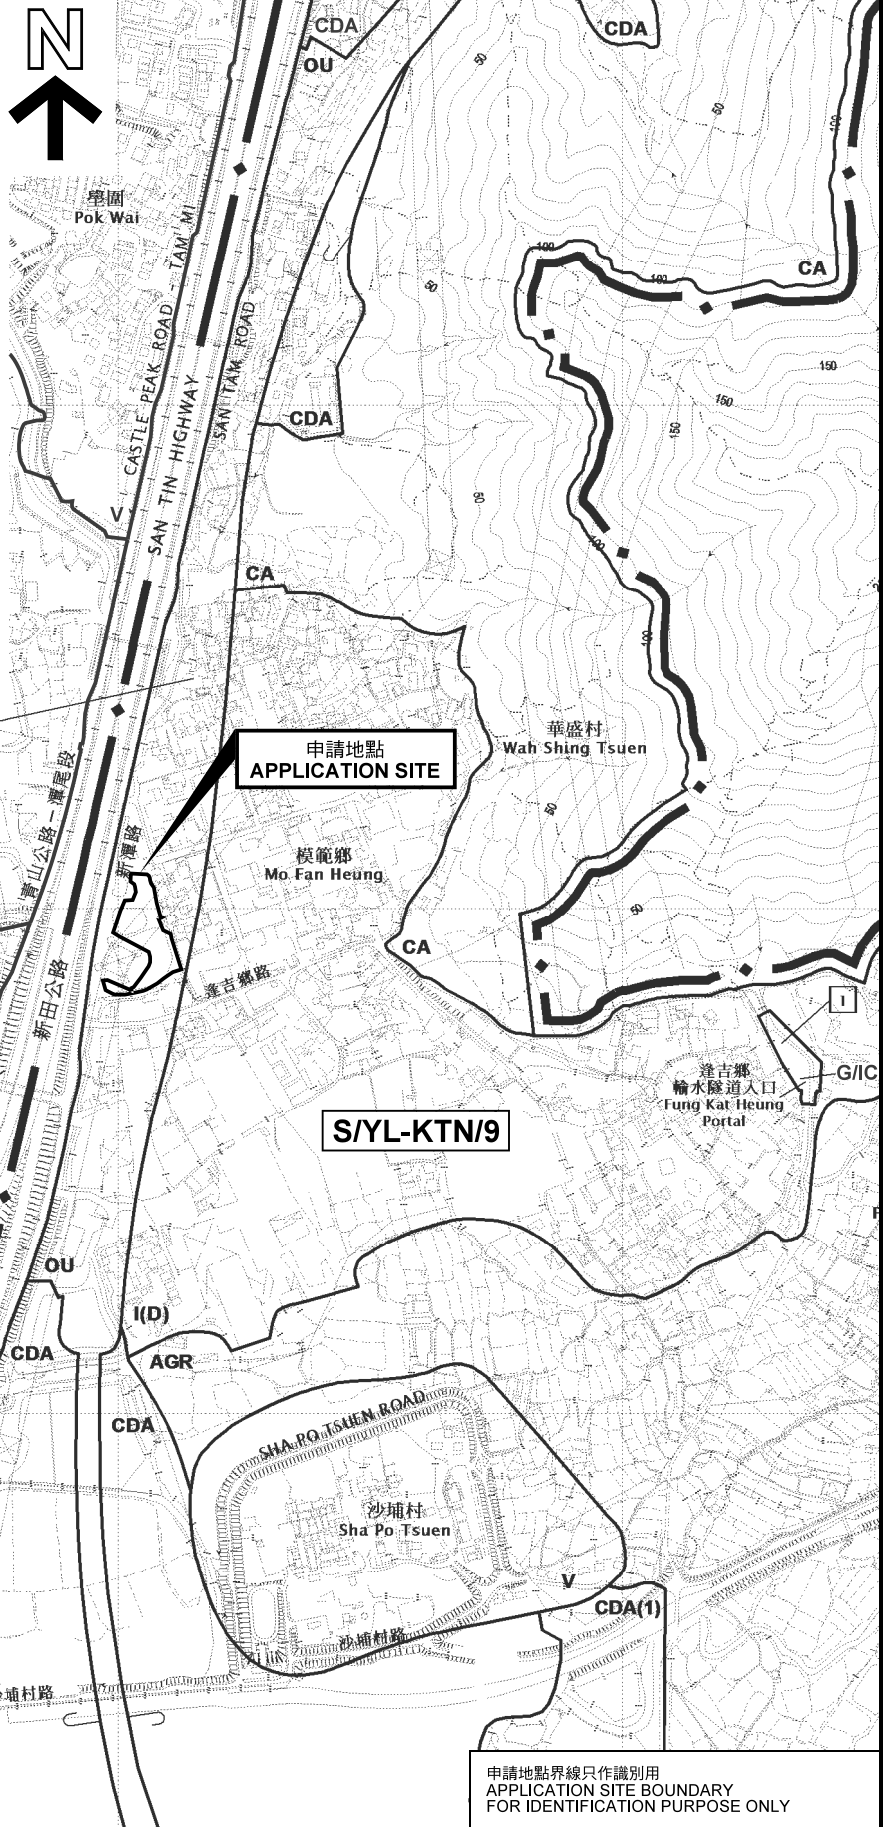 N
CDA
CDA
OU
50
50
100
壆圍
Pok Wai
CASTLE PEAK ROAD - TAM MI
SAN TIN HIGHWAY
SAN TAM ROAD
100
100
CA
50
150
150
150
CDA
50
V
100
CA
100
申請地點
APPLICATION SITE
華盛村
Wah Shing Tsuen
50
青山公路－潭尾段
新潭路
模範鄉
Mo Fan Heung
50
CA
新田公路
逢吉鄉路
I
逢吉鄉
輸水隧道入口
Fung Kat Heung
Portal
G/IC
S/YL-KTN/9
OU
I(D)
CDA
AGR
CDA
SHA PO TSUEN ROAD
沙埔村
Sha Po Tsuen
V
CDA(1)
沙埔村路
埔村路
申請地點界線只作識別用
APPLICATION SITE BOUNDARY
FOR IDENTIFICATION PURPOSE ONLY